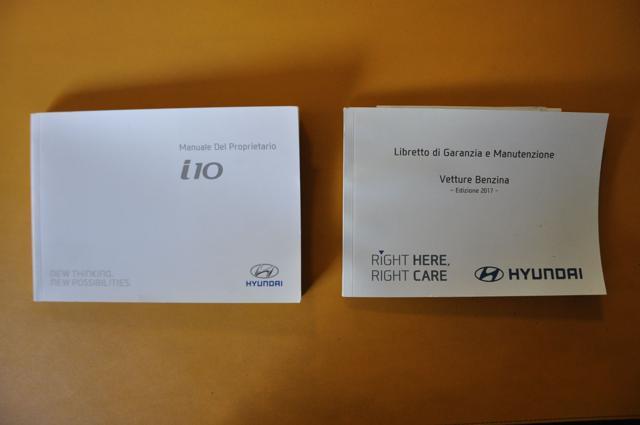 Manuale Del Proprietario
i10
NEW THINKING.
NEW POSSIBILITIES.
HYUNDAI
Libretto di Garanzia e Manutenzione
Vetture Benzina
- Edizione 2017 -
RIGHT HERE,
RIGHT CARE
HYUNDAI